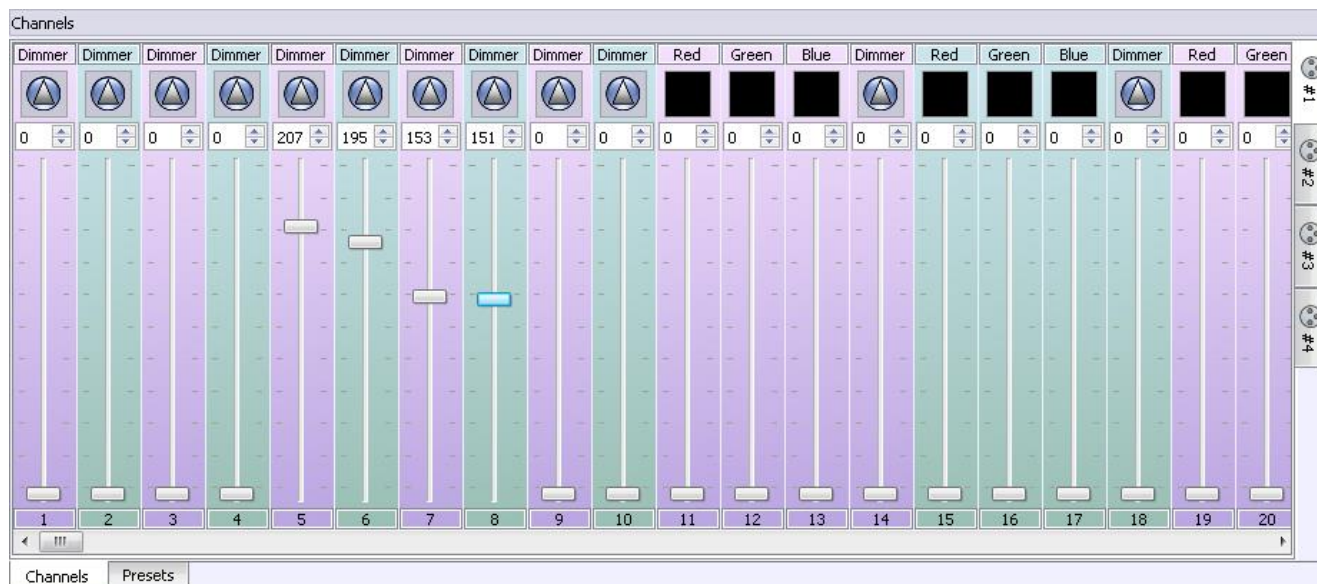 Channels
Dimmer Dimmer Dimmer Dimmer Dimmer Dimmer Dimmer Dimmer Dimmer Dimmer Red Green Blue Dimmer Red Green Blue Dimmer Red Green
0 0 0 0 207 195 153 151 0 0 0 0 0 0 0 0 0 0 0 0
#1
#2
#3
#4
1 2 3 4 5 6 7 8 9 10 11 12 13 14 15 16 17 18 19 20
Channels Presets